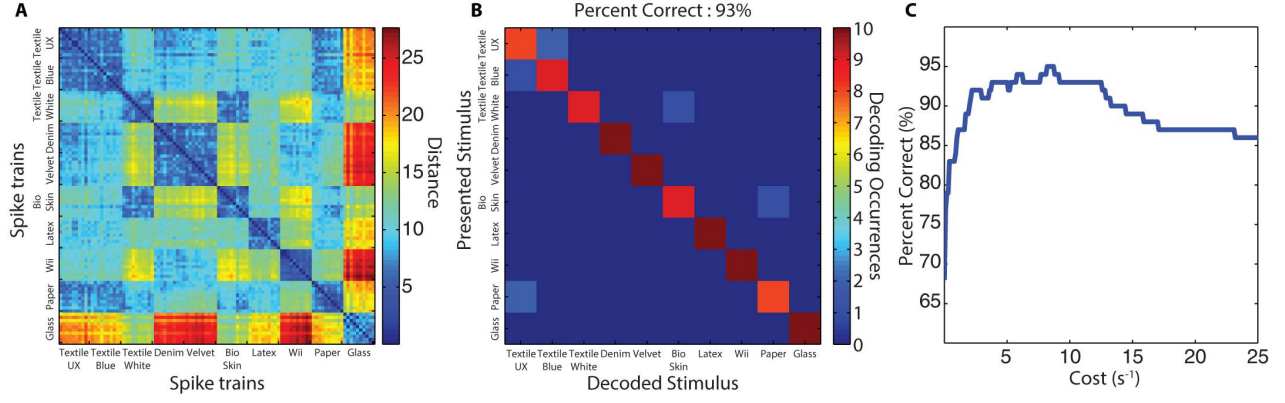 A
Spike trains
Textile UX
Textile Blue
Textile White
Denim
Velvet
Bio Skin
Latex
Wii
Paper
Glass
Textile UX
Textile Blue
Textile White
Denim
Velvet
Bio Skin
Latex
Wii
Paper
Glass
Spike trains
25
20
15
10
5
Distance
B
Percent Correct : 93%
Presented Stimulus
Textile UX
Textile Blue
Textile White
Denim
Velvet
Bio Skin
Latex
Wii
Paper
Glass
Textile UX
Textile Blue
Textile White
Denim
Velvet
Bio Skin
Latex
Wii
Paper
Glass
Decoded Stimulus
10
9
8
7
6
5
4
3
2
1
0
Decoding Occurrences
C
Percent Correct (%)
95
90
85
80
75
70
65
5
10
15
20
25
Cost (s⁻¹)